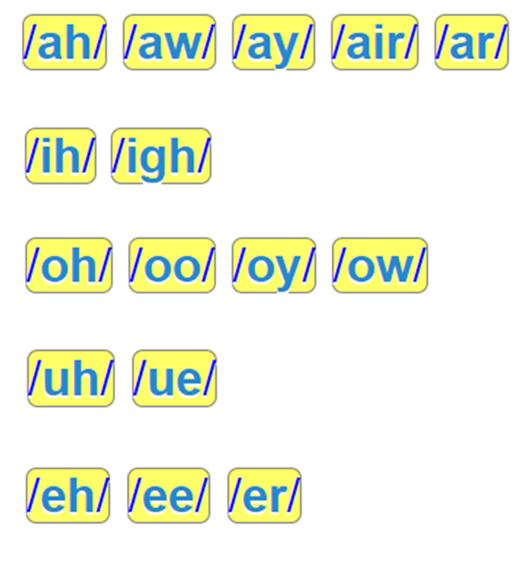 /ah/ /aw/ /ay/ /air/ /ar/
/ih/ /igh/
/oh/ /oo/ /oy/ /ow/
/uh/ /ue/
/eh/ /ee/ /er/